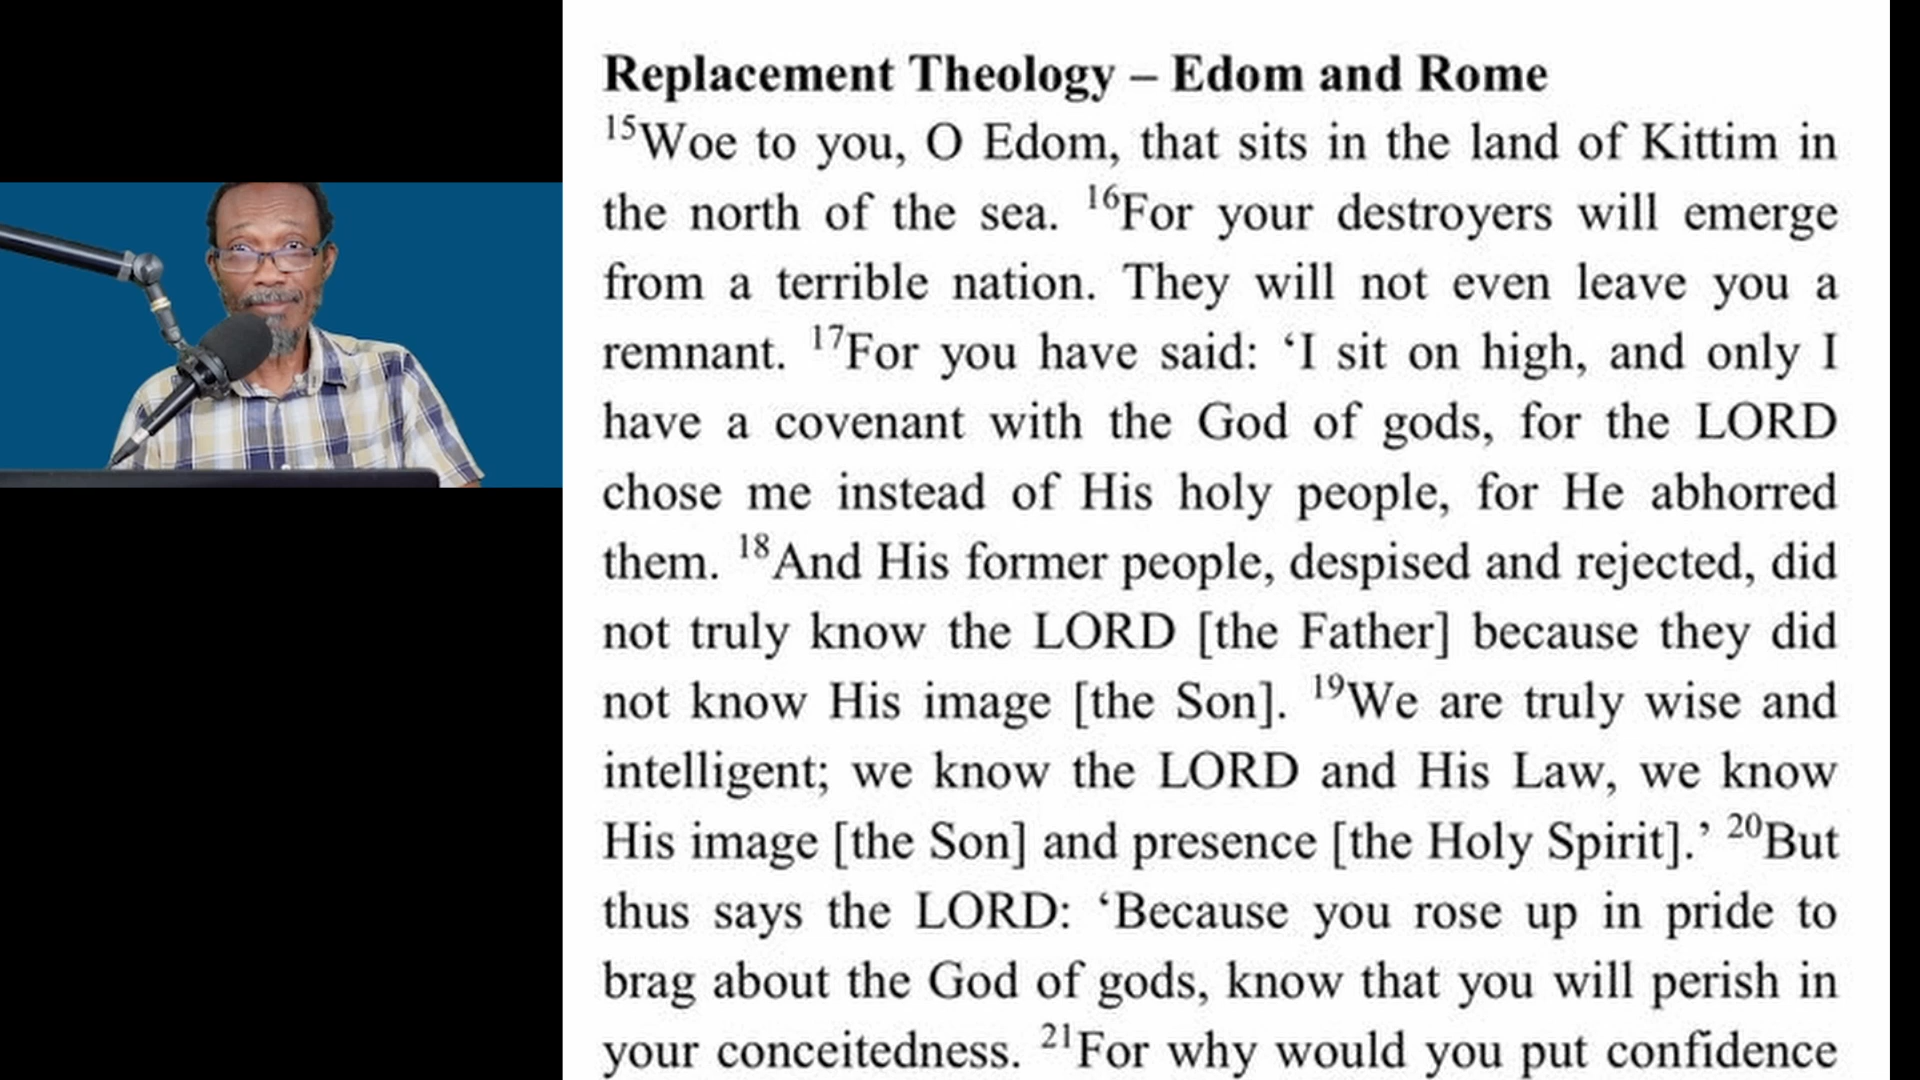 Replacement Theology – Edom and Rome
¹⁵Woe to you, O Edom, that sits in the land of Kittim in
the north of the sea. ¹⁶For your destroyers will emerge
from a terrible nation. They will not even leave you a
remnant. ¹⁷For you have said: ‘I sit on high, and only I
have a covenant with the God of gods, for the LORD
chose me instead of His holy people, for He abhorred
them. ¹⁸And His former people, despised and rejected, did
not truly know the LORD [the Father] because they did
not know His image [the Son]. ¹⁹We are truly wise and
intelligent; we know the LORD and His Law, we know
His image [the Son] and presence [the Holy Spirit].’ ²⁰But
thus says the LORD: ‘Because you rose up in pride to
brag about the God of gods, know that you will perish in
your conceitedness. ²¹For why would you put confidence